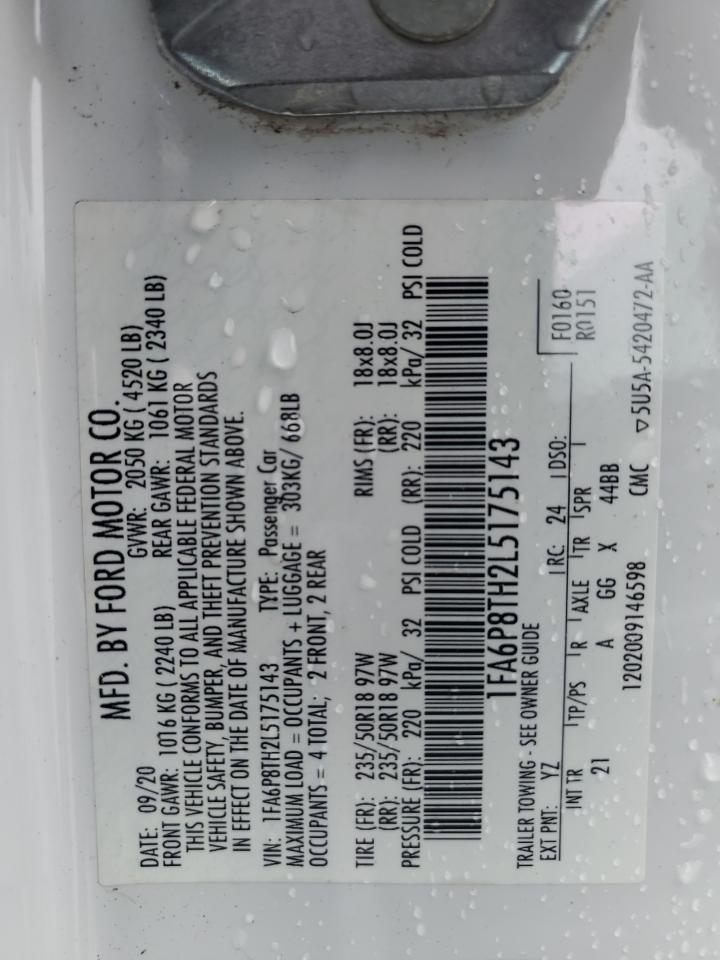 MFD. BY FORD MOTOR CO.
DATE: 09/20 GVWR: 2050 KG ( 4520 LB)
FRONT GAWR: 1016 KG ( 2240 LB) REAR GAWR: 1061 KG ( 2340 LB)
THIS VEHICLE CONFORMS TO ALL APPLICABLE FEDERAL MOTOR
VEHICLE SAFETY, BUMPER, AND THEFT PREVENTION STANDARDS
IN EFFECT ON THE DATE OF MANUFACTURE SHOWN ABOVE.
VIN: 1FA6P8TH2L5175143 TYPE: Passenger Car
MAXIMUM LOAD = OCCUPANTS + LUGGAGE = 303KG/ 668LB
OCCUPANTS = 4 TOTAL; 2 FRONT, 2 REAR
TIRE (FR): 235/50R18 97W RIMS (FR): 18x8.0J
(RR): 235/50R18 97W (RR): 18x8.0J
PRESSURE (FR): 220 kPa/ 32 PSI COLD (RR): 220 kPa/ 32 PSI COLD
1FA6P8TH2L5175143
TRAILER TOWING - SEE OWNER GUIDE
F0160
EXT PNT: YZ RC: 24 DSO: R0151
INT TR TP/PS R AXLE TR SPR
21 A GG X 44BB
1202009146598 CMC ▽5U5A-5420472-AA